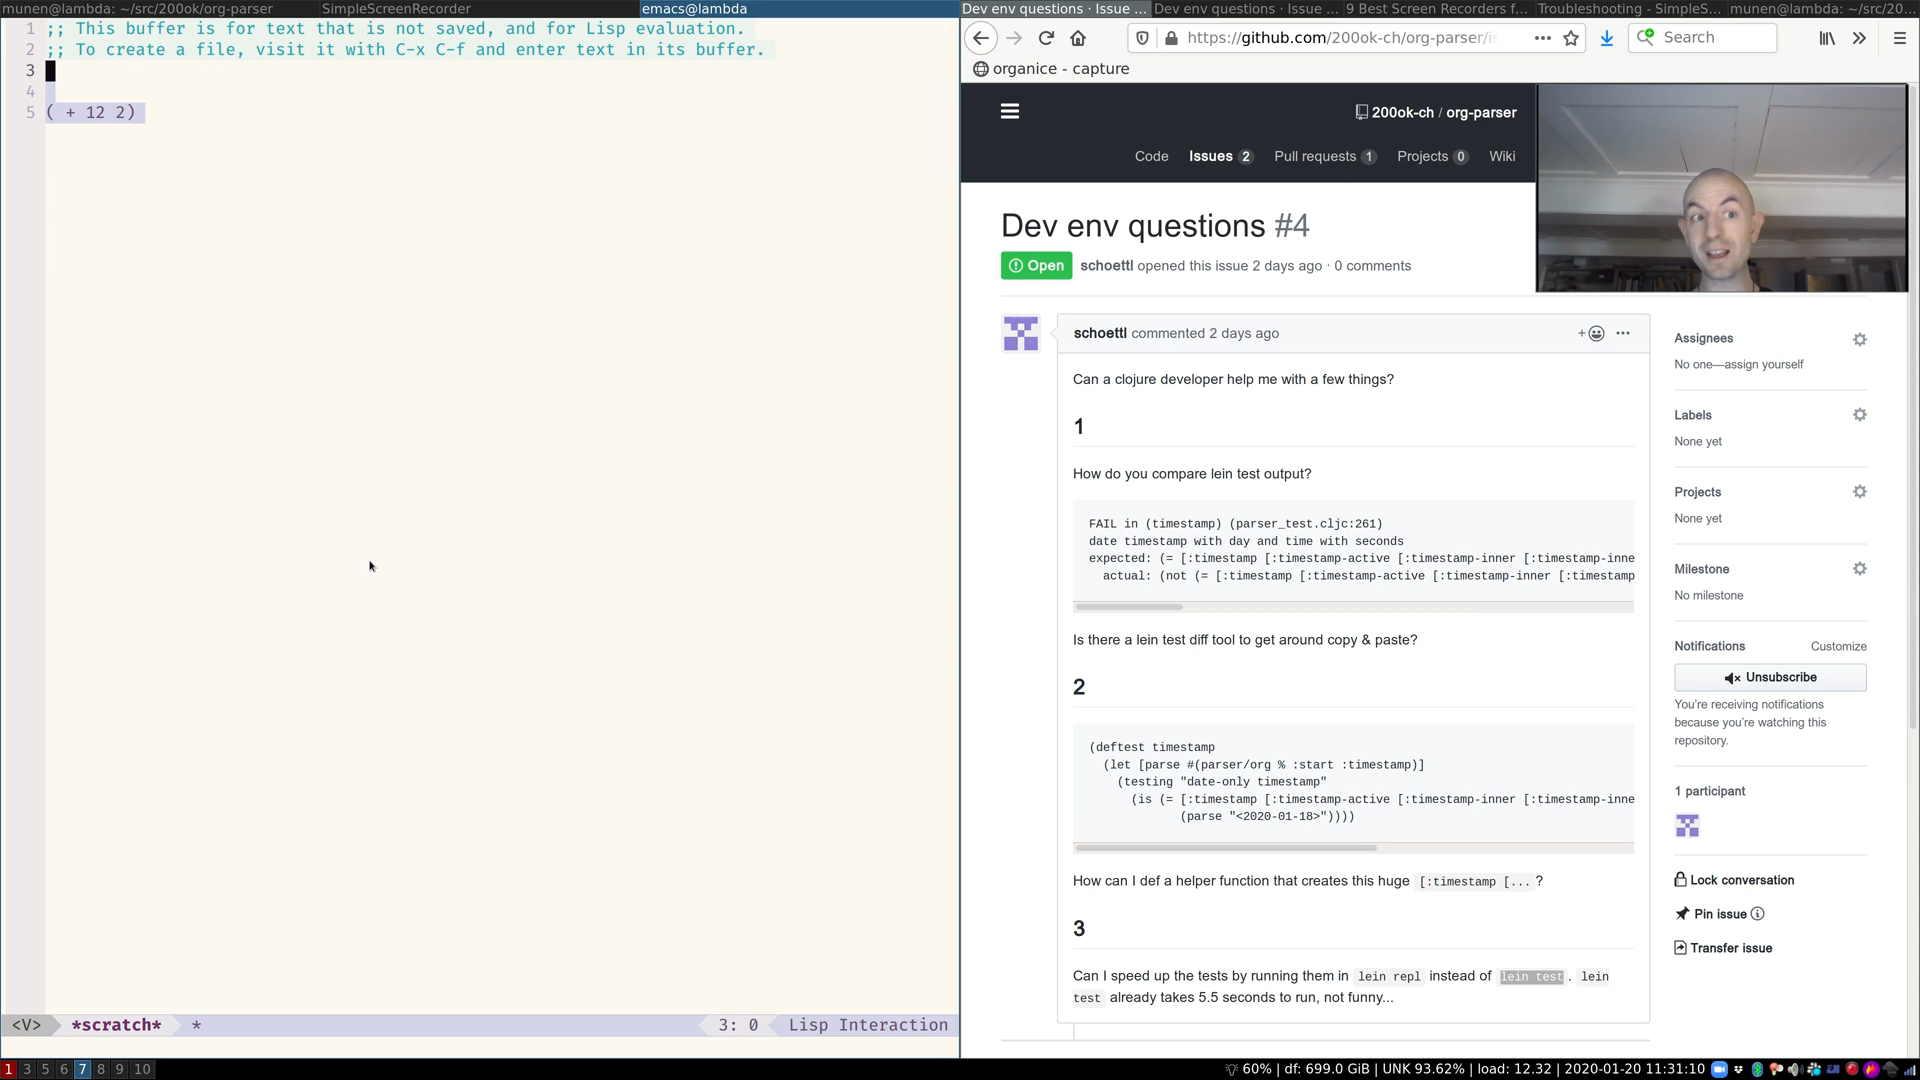 munen@lambda: ~/src/200ok/org-parser
SimpleScreenRecorder
emacs@lambda
Dev env questions · Issue ...
Dev env questions · Issue ...
9 Best Screen Recorders f...
Troubleshooting - SimpleS...
munen@lambda: ~/src/20...
1 ;; This buffer is for text that is not saved, and for Lisp evaluation.
2 ;; To create a file, visit it with C-x C-f and enter text in its buffer.
3
4
5 ( + 12 2)
<V> *scratch* * 3: 0 Lisp Interaction
https://github.com/200ok-ch/org-parser/is
Search
organice - capture
200ok-ch / org-parser
Code Issues 2 Pull requests 1 Projects 0 Wiki
Dev env questions #4
Open schoettl opened this issue 2 days ago · 0 comments
schoettl commented 2 days ago
Can a clojure developer help me with a few things?
1
How do you compare lein test output?
FAIL in (timestamp) (parser_test.cljc:261)
date timestamp with day and time with seconds
expected: (= [:timestamp [:timestamp-active [:timestamp-inner [:timestamp-inne
actual: (not (= [:timestamp [:timestamp-active [:timestamp-inner [:timestamp
Is there a lein test diff tool to get around copy & paste?
2
(deftest timestamp
(let [parse #(parser/org % :start :timestamp)]
(testing "date-only timestamp"
(is (= [:timestamp [:timestamp-active [:timestamp-inner [:timestamp-inne
(parse "<2020-01-18>"))))
How can I def a helper function that creates this huge [:timestamp [... ?
3
Can I speed up the tests by running them in lein repl instead of lein test . lein
test already takes 5.5 seconds to run, not funny...
Assignees
No one—assign yourself
Labels
None yet
Projects
None yet
Milestone
No milestone
Notifications Customize
Unsubscribe
You're receiving notifications
because you're watching this
repository.
1 participant
Lock conversation
Pin issue
Transfer issue
1 3 5 6 7 8 9 10
60% | df: 699.0 GiB | UNK 93.62% | load: 12.32 | 2020-01-20 11:31:10